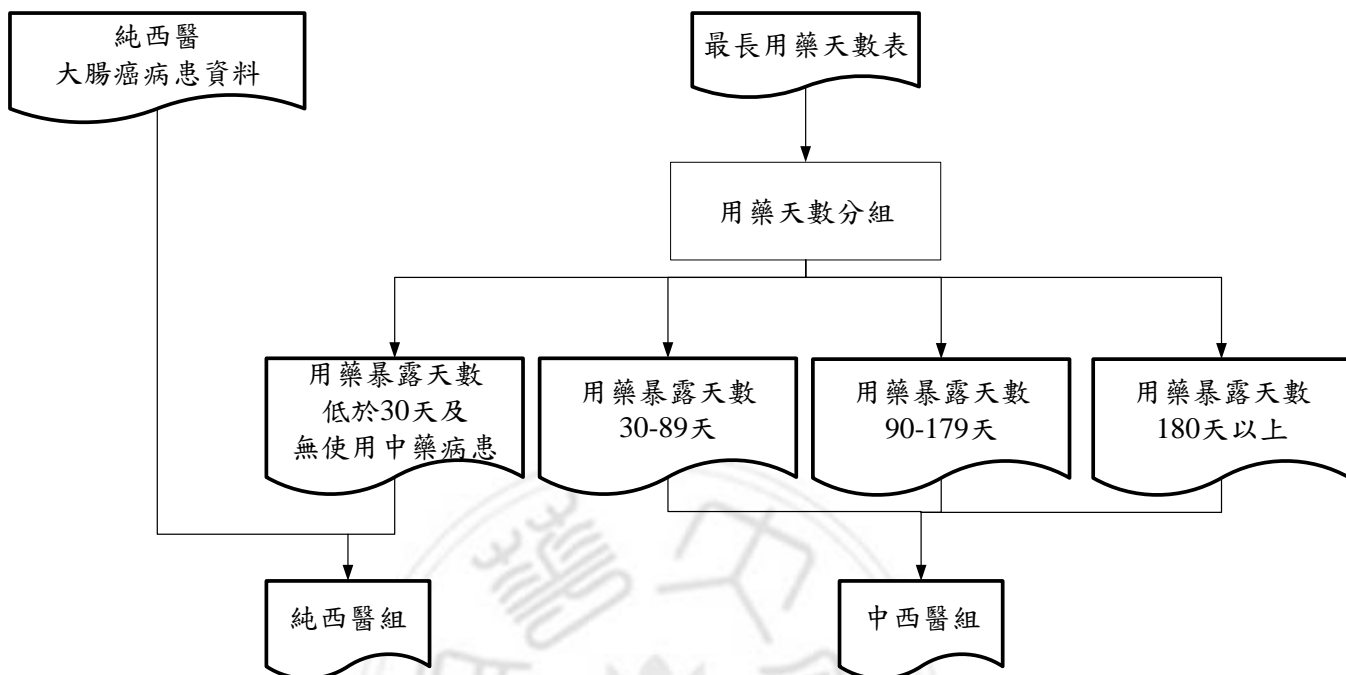 純西醫
大腸癌病患資料
最長用藥天數表
用藥天數分組
用藥暴露天數
低於30天及
無使用中藥病患
用藥暴露天數
30-89天
用藥暴露天數
90-179天
用藥暴露天數
180天以上
純西醫組
中西醫組